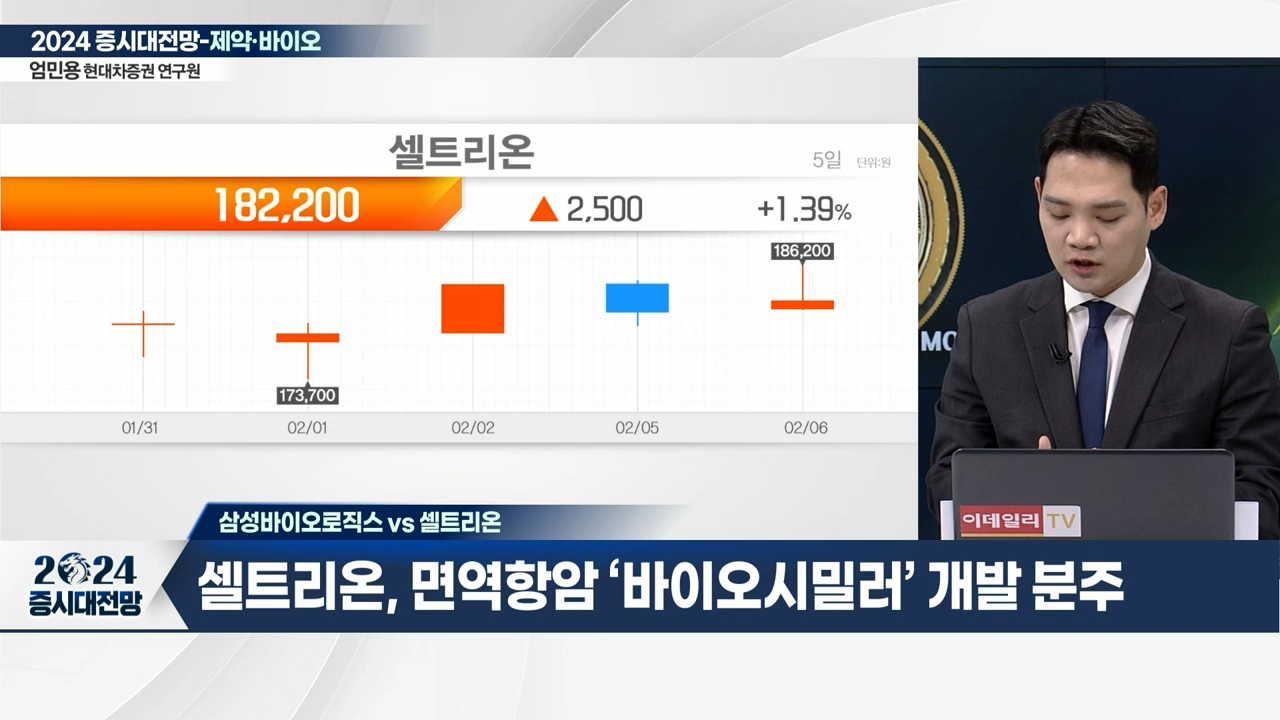 2024 증시대전망-제약·바이오
엄민용 현대차증권 연구원
셀트리온
5일 단위:원
182,200 ▲ 2,500 +1.39%
186,200
173,700
01/31 02/01 02/02 02/05 02/06
MO
이데일리 TV
삼성바이오로직스 vs 셀트리온
2024
증시대전망
셀트리온, 면역항암 ‘바이오시밀러’ 개발 분주